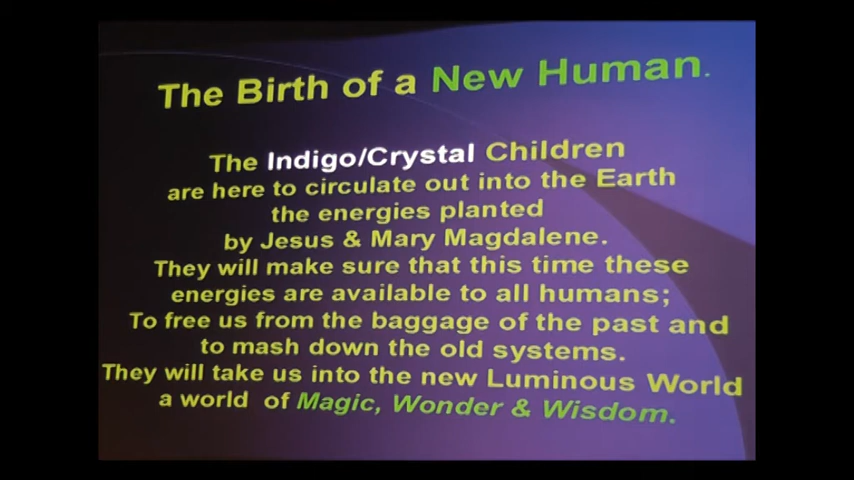 The Birth of a New Human.
The Indigo/Crystal Children
are here to circulate out into the Earth
the energies planted
by Jesus & Mary Magdalene.
They will make sure that this time these
energies are available to all humans;
To free us from the baggage of the past and
to mash down the old systems.
They will take us into the new Luminous World
a world of Magic, Wonder & Wisdom.